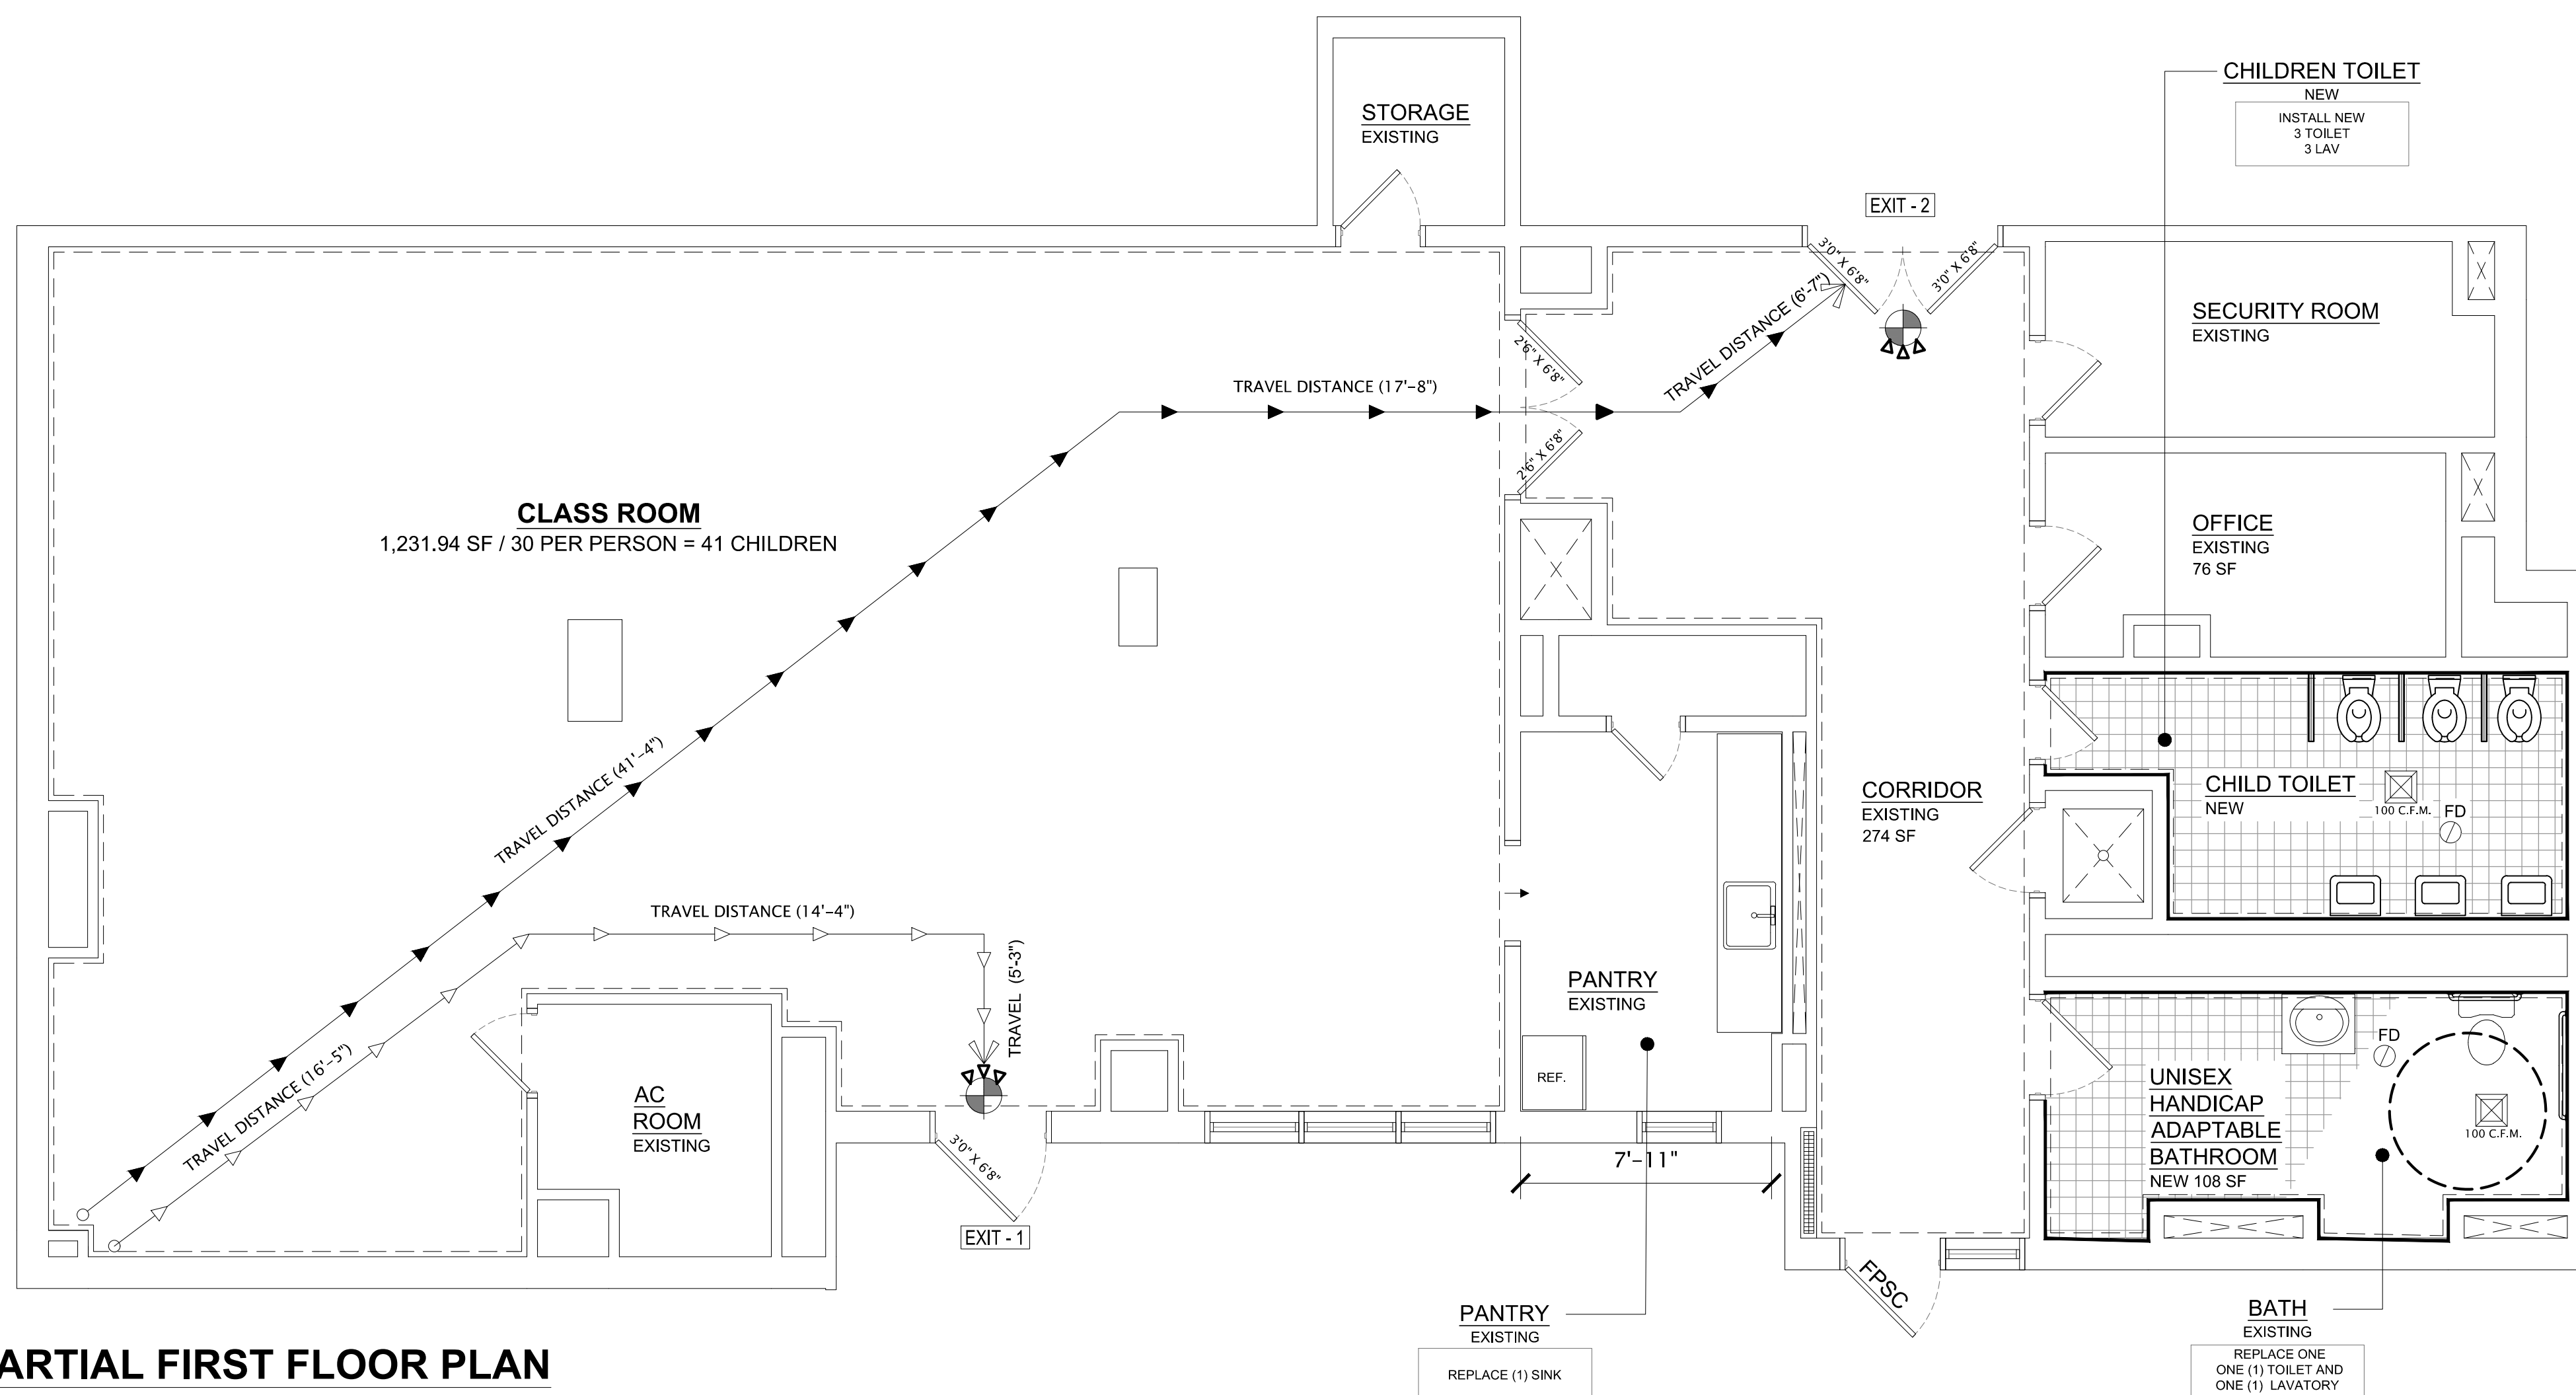 CHILDREN TOILET
NEW
INSTALL NEW
3 TOILET
3 LAV
STORAGE
EXISTING
EXIT - 2
3'0" X 6'8"
3'0" X 6'8"
SECURITY ROOM
EXISTING
TRAVEL DISTANCE (6'-7")
2'6" X 6'8"
TRAVEL DISTANCE (17'-8")
2'6" X 6'8"
CLASS ROOM
1,231.94 SF / 30 PER PERSON = 41 CHILDREN
OFFICE
EXISTING
76 SF
TRAVEL DISTANCE (41'-4")
CORRIDOR
EXISTING
274 SF
CHILD TOILET
NEW
100 C.F.M.
FD
TRAVEL DISTANCE (14'-4")
TRAVEL (5'-3")
PANTRY
EXISTING
REF.
TRAVEL DISTANCE (16'-5")
AC
ROOM
EXISTING
FD
UNISEX
HANDICAP
ADAPTABLE
BATHROOM
NEW 108 SF
100 C.F.M.
3'0" X 6'8"
EXIT - 1
7'-11"
FPSC
PANTRY
EXISTING
REPLACE (1) SINK
BATH
EXISTING
REPLACE ONE
ONE (1) TOILET AND
ONE (1) LAVATORY
ARTIAL FIRST FLOOR PLAN